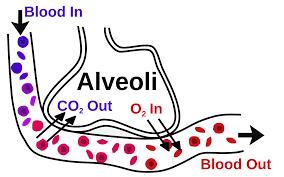 Blood In
Alveoli
CO₂ Out
O₂ In
Blood Out